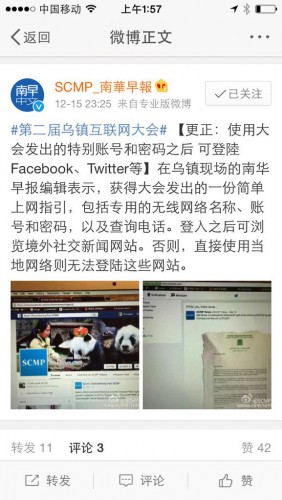 中国移动 上午1:57
返回 微博正文
南早
中文
SCMP_南華早報
12-15 23:25 来自专业版微博
已关注
#第二届乌镇互联网大会# 【更正：使用大
会发出的特别账号和密码之后 可登陸
Facebook、Twitter等】在乌镇现场的南华
早报编辑表示，获得大会发出的一份简单
上网指引，包括专用的无线网络名称、账
号和密码，以及查询电话。登入之后可浏
览境外社交新闻网站。否则，直接使用当
地网络则无法登陆这些网站。
SCMP
转发 11 评论 3 赞 42
转发 评论 赞